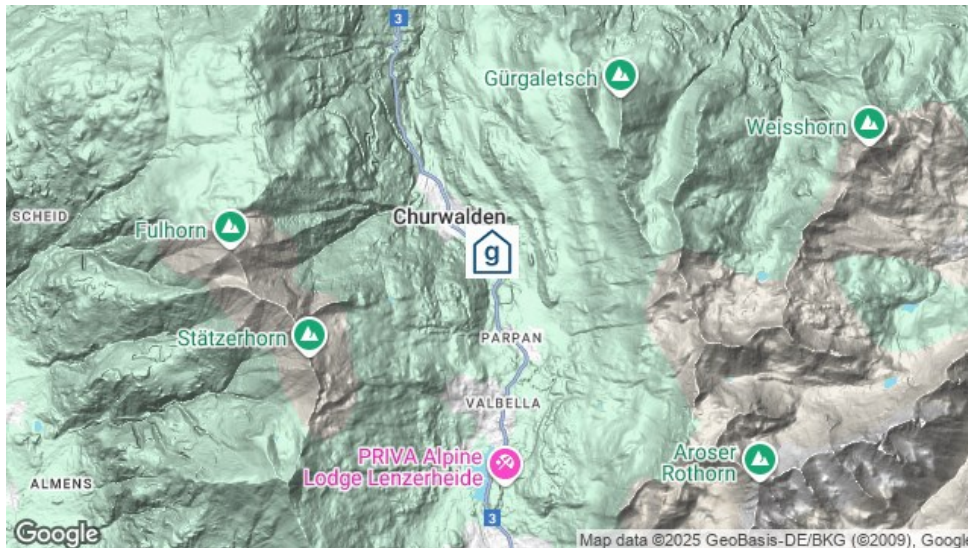 3
Gürgaletsch
Weisshorn
SCHEID
Churwalden
Fulhorn
g
Stätzerhorn
PARPAN
VALBELLA
PRIVA Alpine
Lodge Lenzerheide
Aroser
Rothorn
ALMENS
3
Google
Map data ©2025 GeoBasis-DE/BKG (©2009), Google